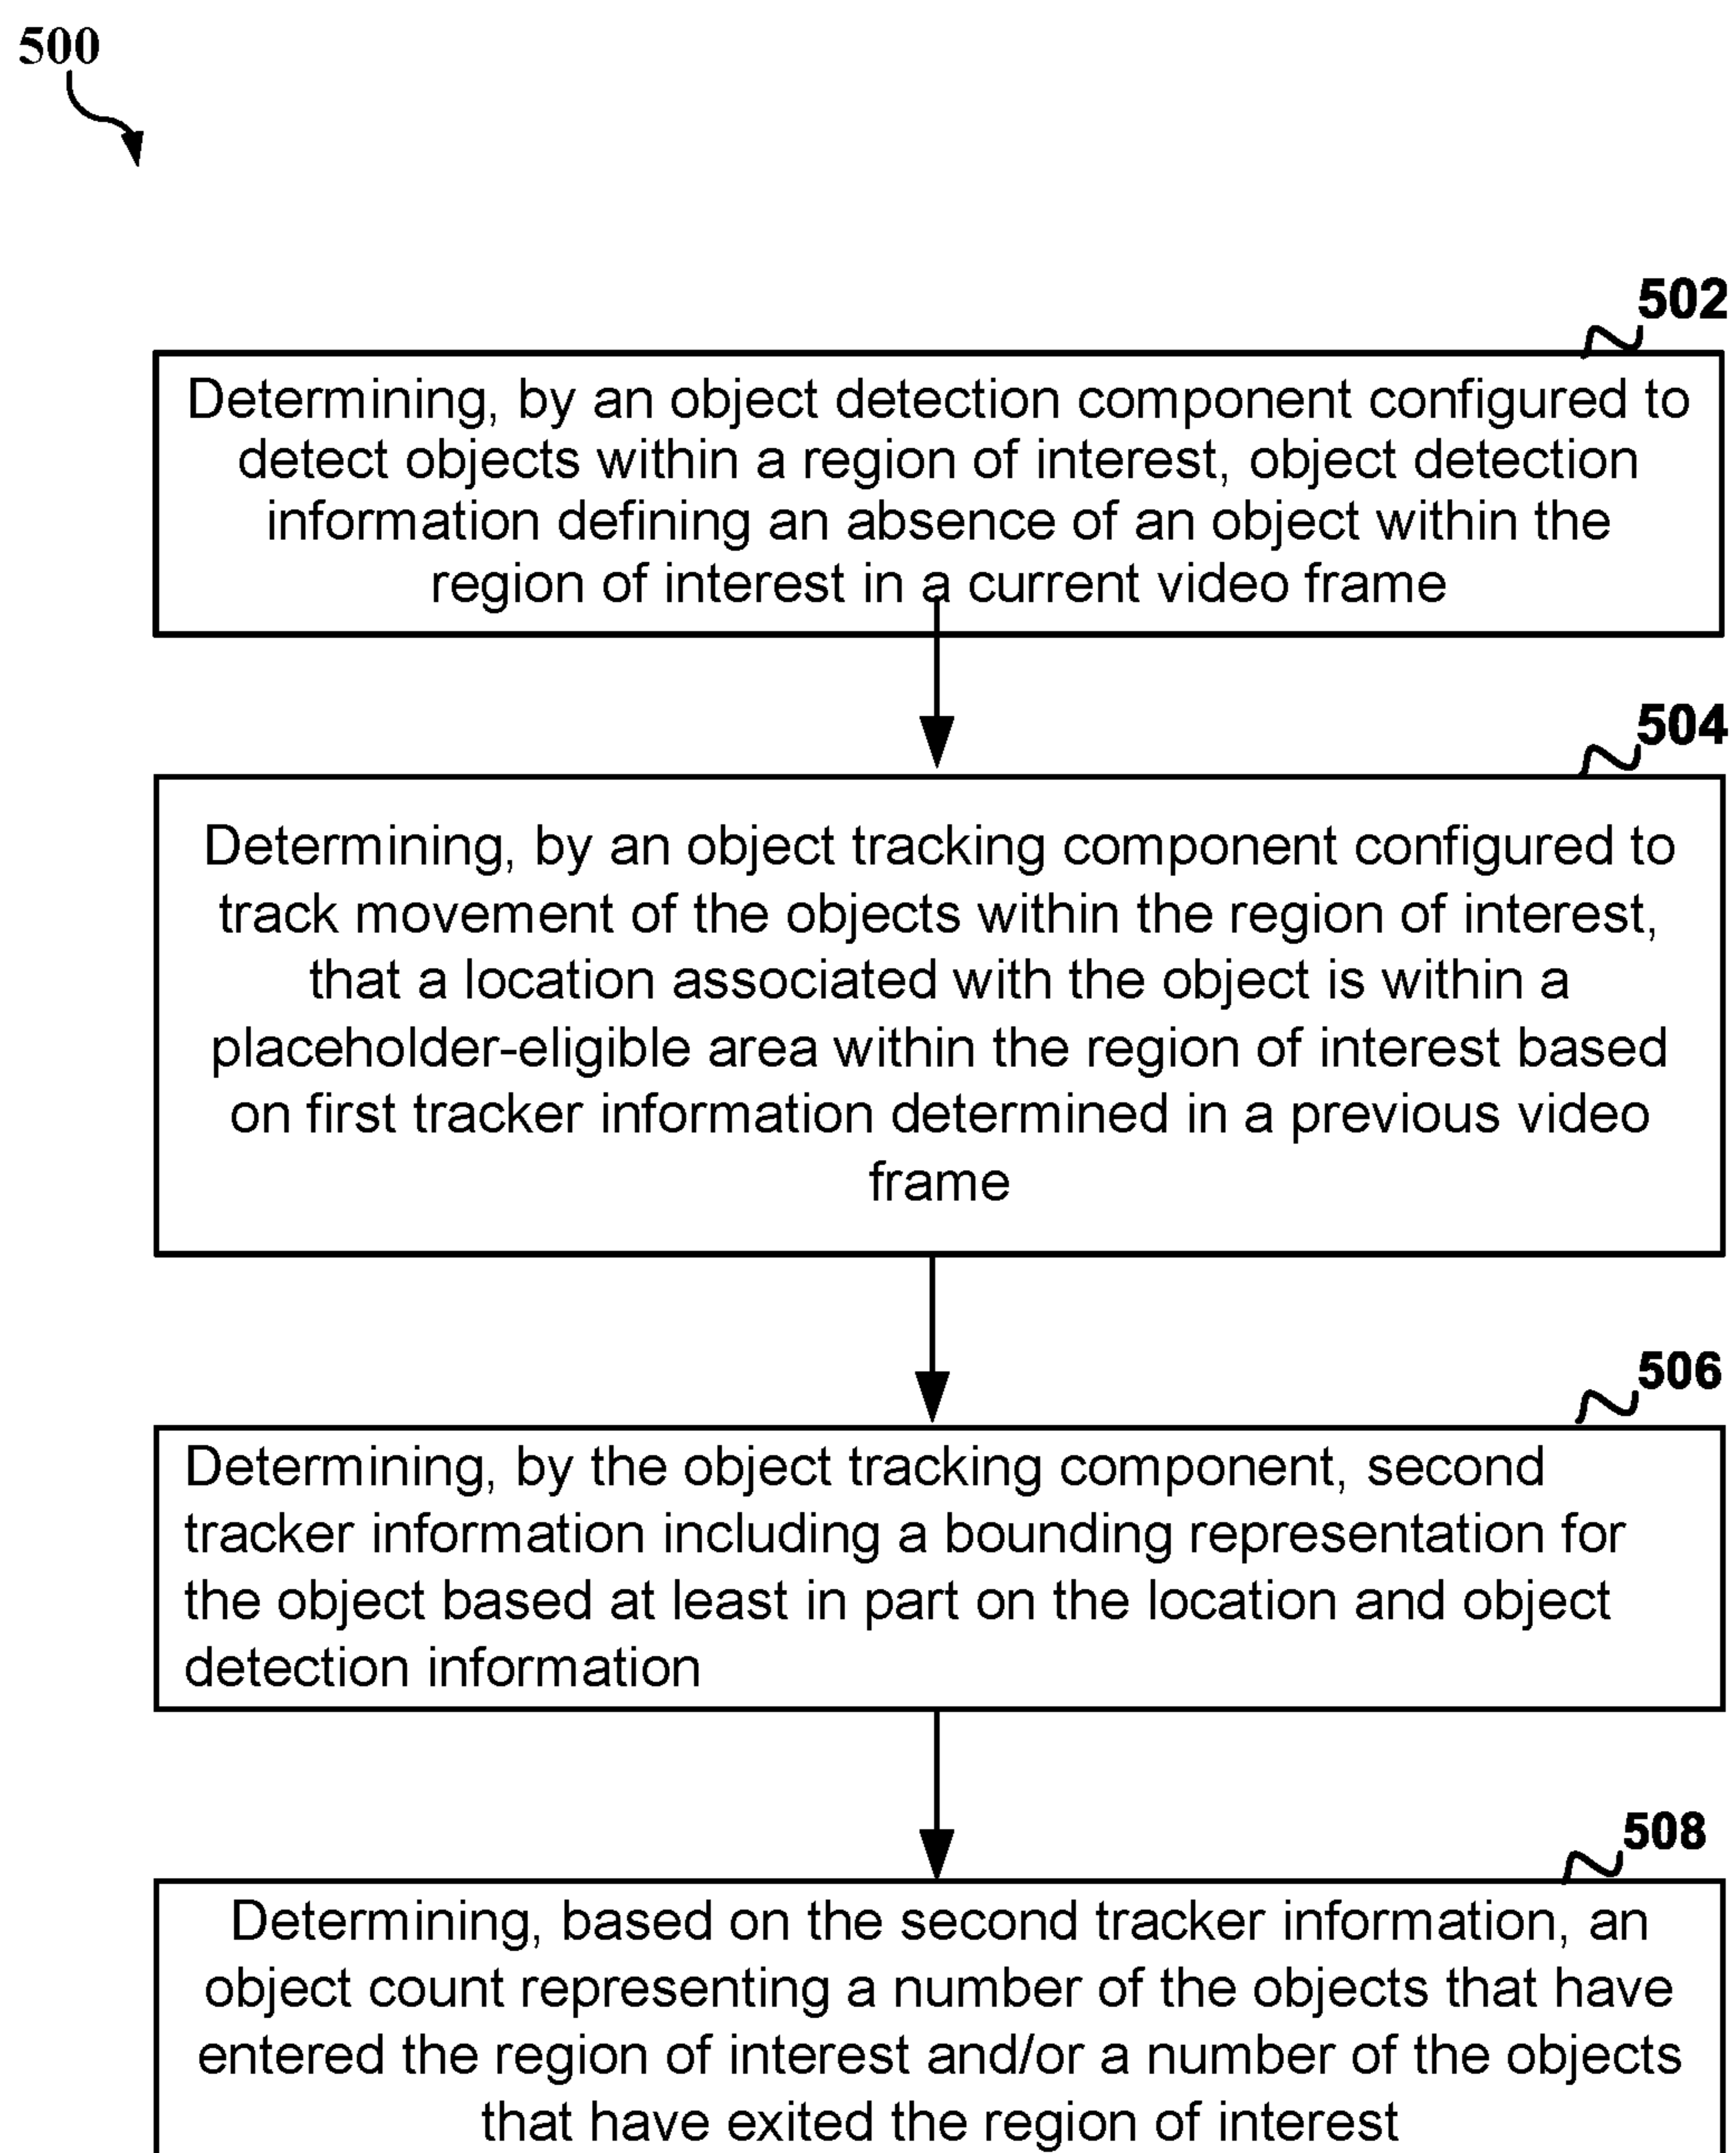 500
502
Determining, by an object detection component configured to
detect objects within a region of interest, object detection
information defining an absence of an object within the
region of interest in a current video frame
504
Determining, by an object tracking component configured to
track movement of the objects within the region of interest,
that a location associated with the object is within a
placeholder-eligible area within the region of interest based
on first tracker information determined in a previous video
frame
506
Determining, by the object tracking component, second
tracker information including a bounding representation for
the object based at least in part on the location and object
detection information
508
Determining, based on the second tracker information, an
object count representing a number of the objects that have
entered the region of interest and/or a number of the objects
that have exited the region of interest